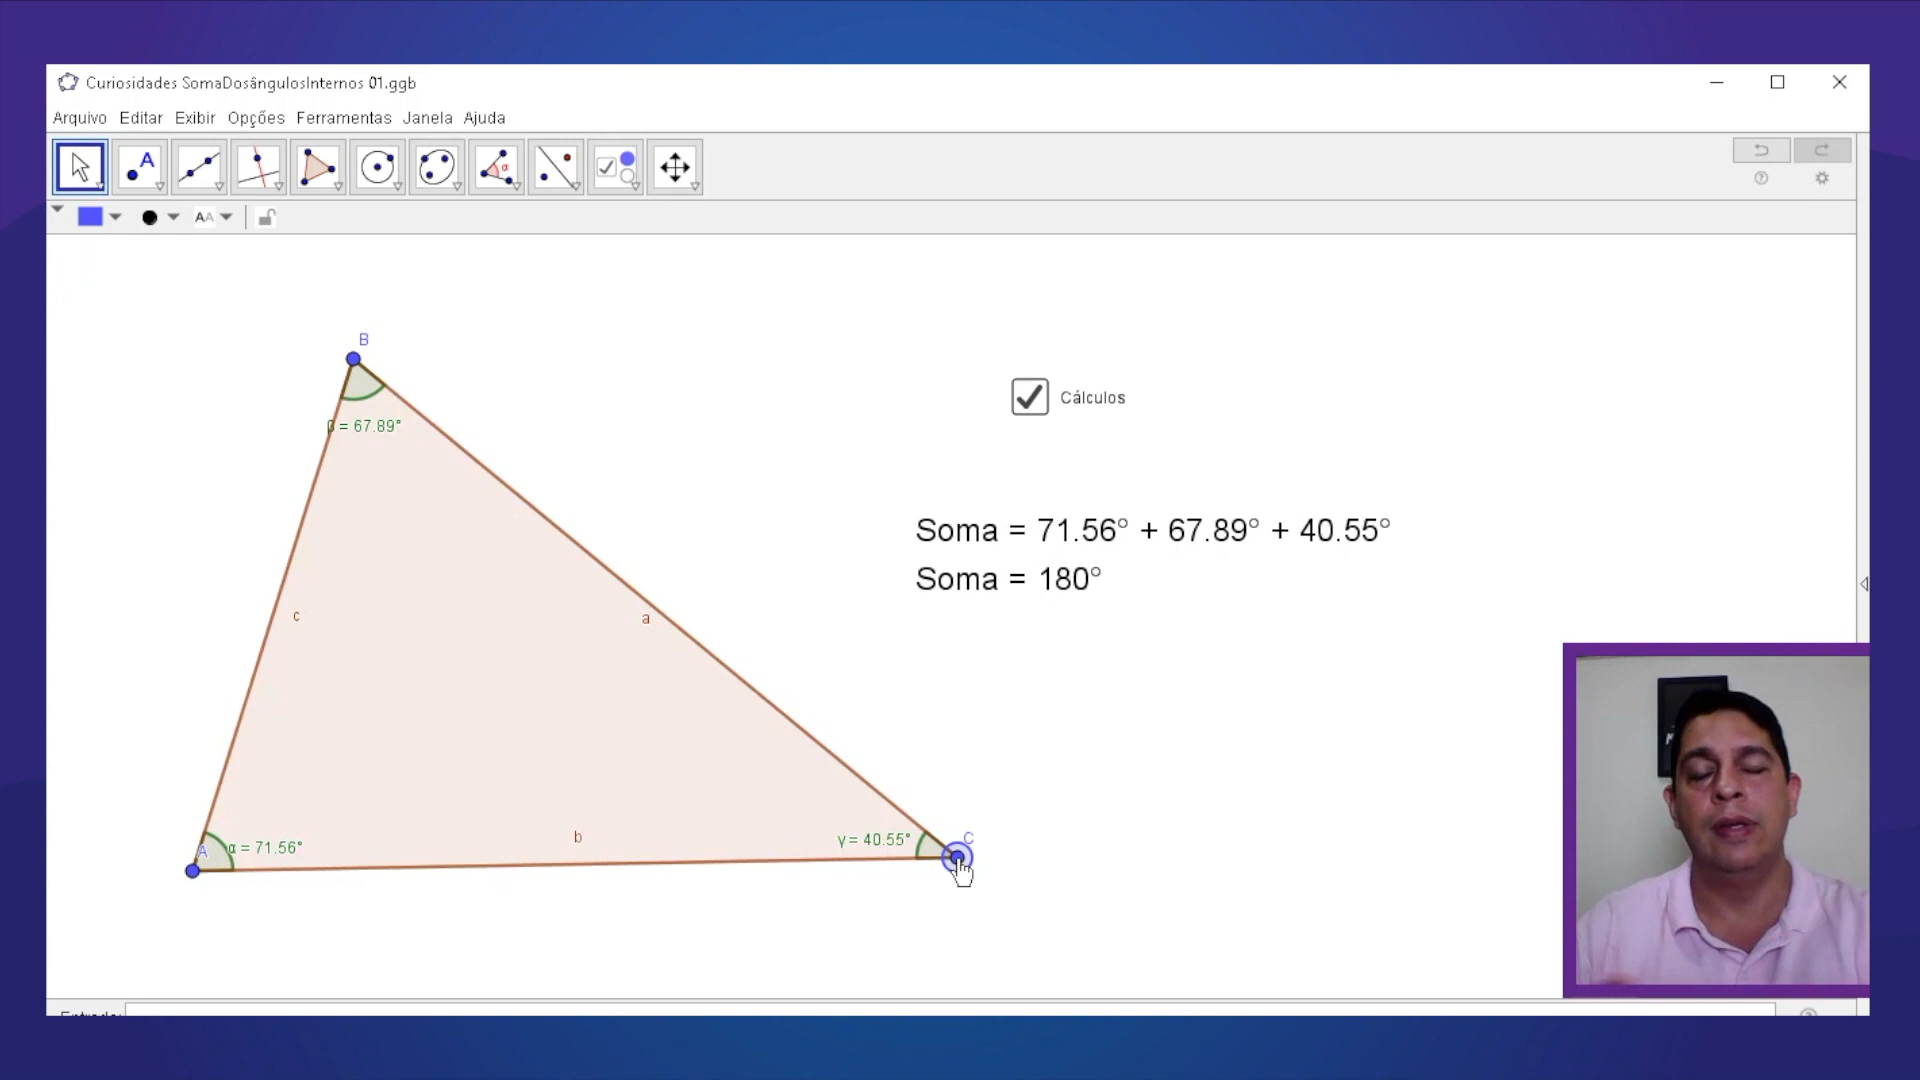 Curiosidades SomaDosângulosInternos 01.ggb
Arquivo Editar Exibir Opções Ferramentas Janela Ajuda
A
α
AA
B
Cálculos
β = 67.89°
Soma = 71.56° + 67.89° + 40.55°
Soma = 180°
c
a
b
γ = 40.55°
C
A
α = 71.56°